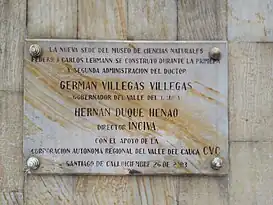 LA NUEVA SEDE DEL MUSEO DE CIENCIAS NATURALES
FEDERICO CARLOS LEHMANN SE CONSTRUYO DURANTE LA PRIMERA
Y SEGUNDA ADMINISTRACION DEL DOCTOR
GERMAN VILLEGAS VILLEGAS
GOBERNADOR DEL VALLE DEL CAUCA
HERNAN DUQUE HENAO
DIRECTOR INCIVA
CON EL APOYO DE LA
CORPORACION AUTONOMA REGIONAL DEL VALLE DEL CAUCA CVC
SANTIAGO DE CALI, DICIEMBRE 26 DE 2003